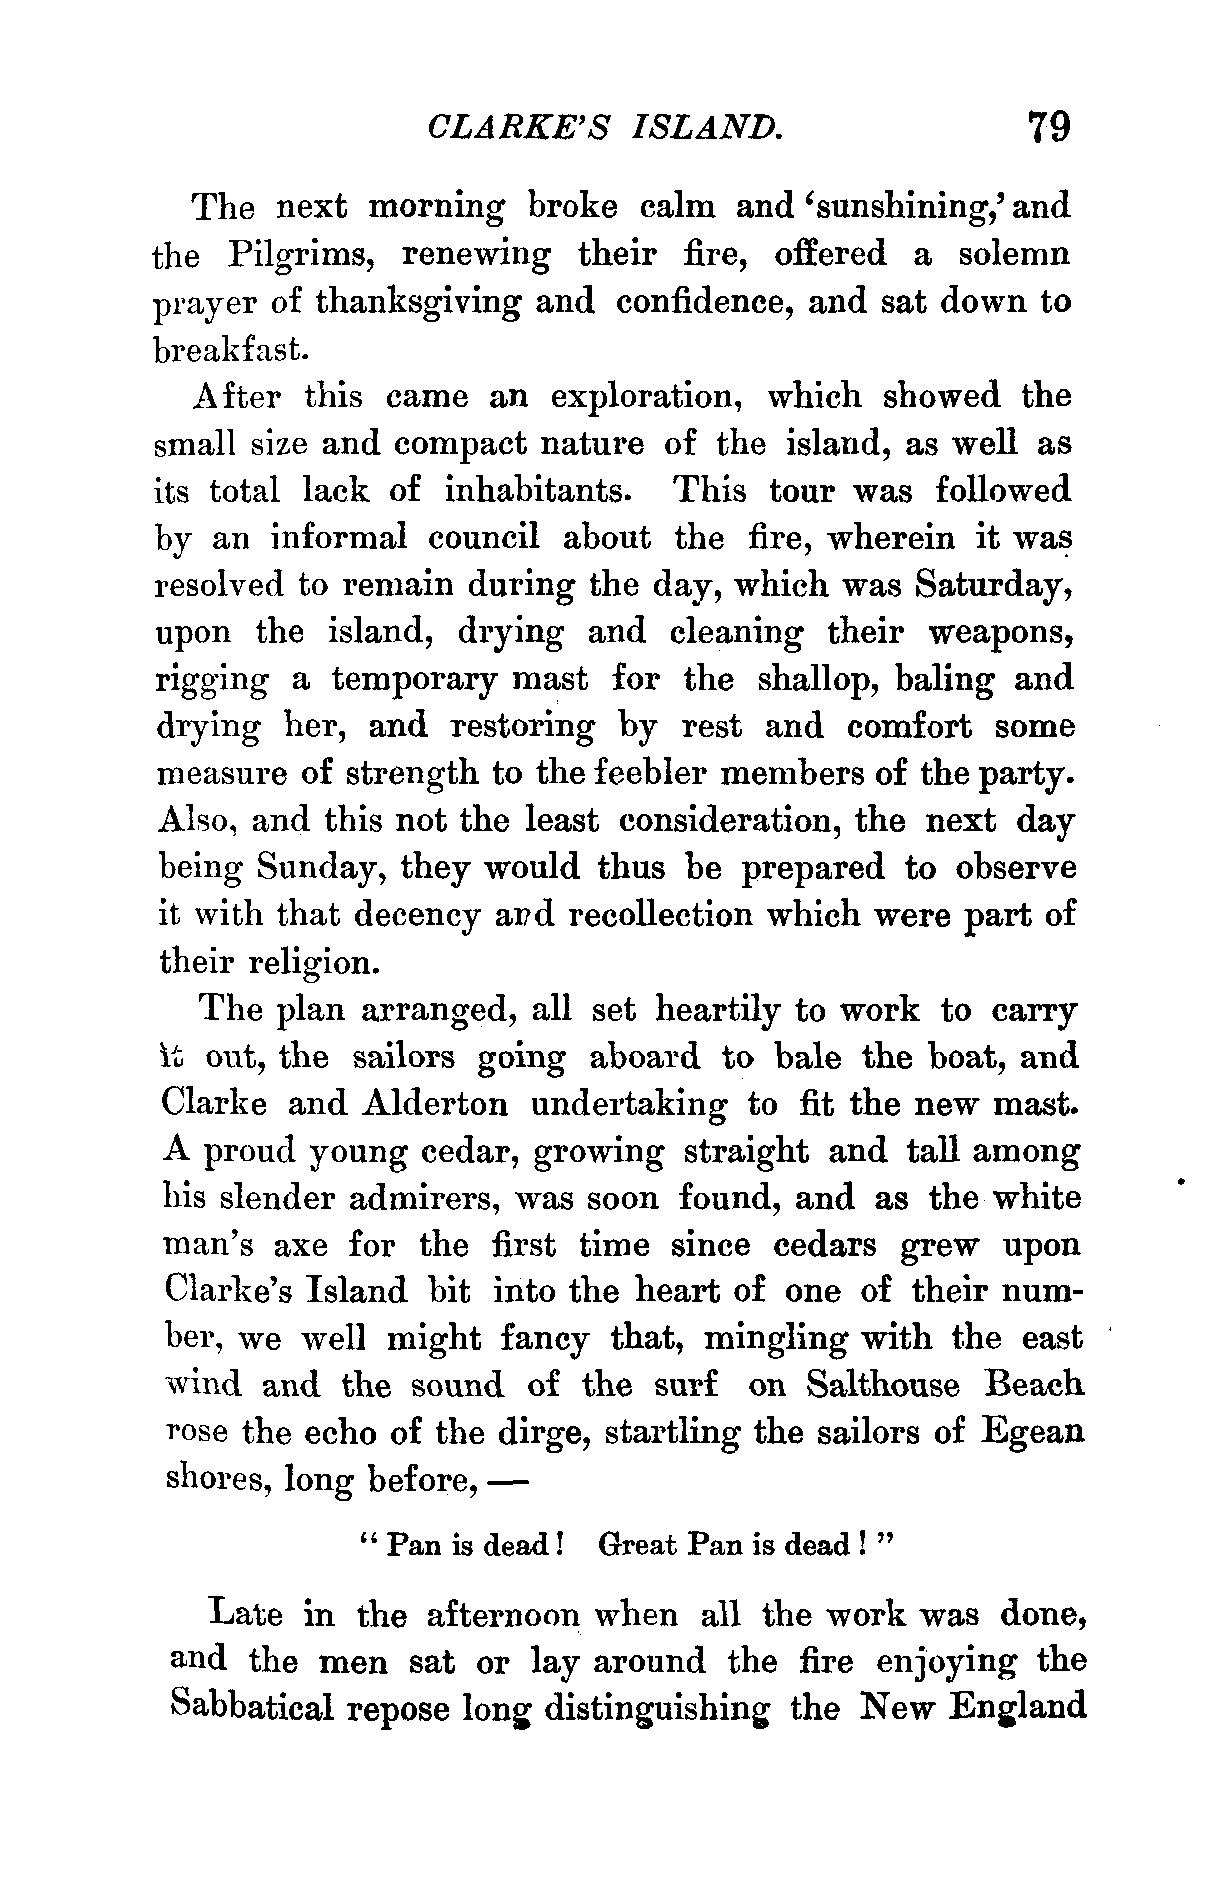 CLARKE'S ISLAND. 79
The next morning broke calm and 'sunshining,' and
the Pilgrims, renewing their fire, offered a solemn
prayer of thanksgiving and confidence, and sat down to
breakfast.
After this came an exploration, which showed the
small size and compact nature of the island, as well as
its total lack of inhabitants. This tour was followed
by an informal council about the fire, wherein it was
resolved to remain during the day, which was Saturday,
upon the island, drying and cleaning their weapons,
rigging a temporary mast for the shallop, baling and
drying her, and restoring by rest and comfort some
measure of strength to the feebler members of the party.
Also, and this not the least consideration, the next day
being Sunday, they would thus be prepared to observe
it with that decency and recollection which were part of
their religion.
The plan arranged, all set heartily to work to carry
it out, the sailors going aboard to bale the boat, and
Clarke and Alderton undertaking to fit the new mast.
A proud young cedar, growing straight and tall among
his slender admirers, was soon found, and as the white
man's axe for the first time since cedars grew upon
Clarke's Island bit into the heart of one of their num-
ber, we well might fancy that, mingling with the east
wind and the sound of the surf on Salthouse Beach
rose the echo of the dirge, startling the sailors of Egean
shores, long before, —
" Pan is dead! Great Pan is dead! "
Late in the afternoon when all the work was done,
and the men sat or lay around the fire enjoying the
Sabbatical repose long distinguishing the New England